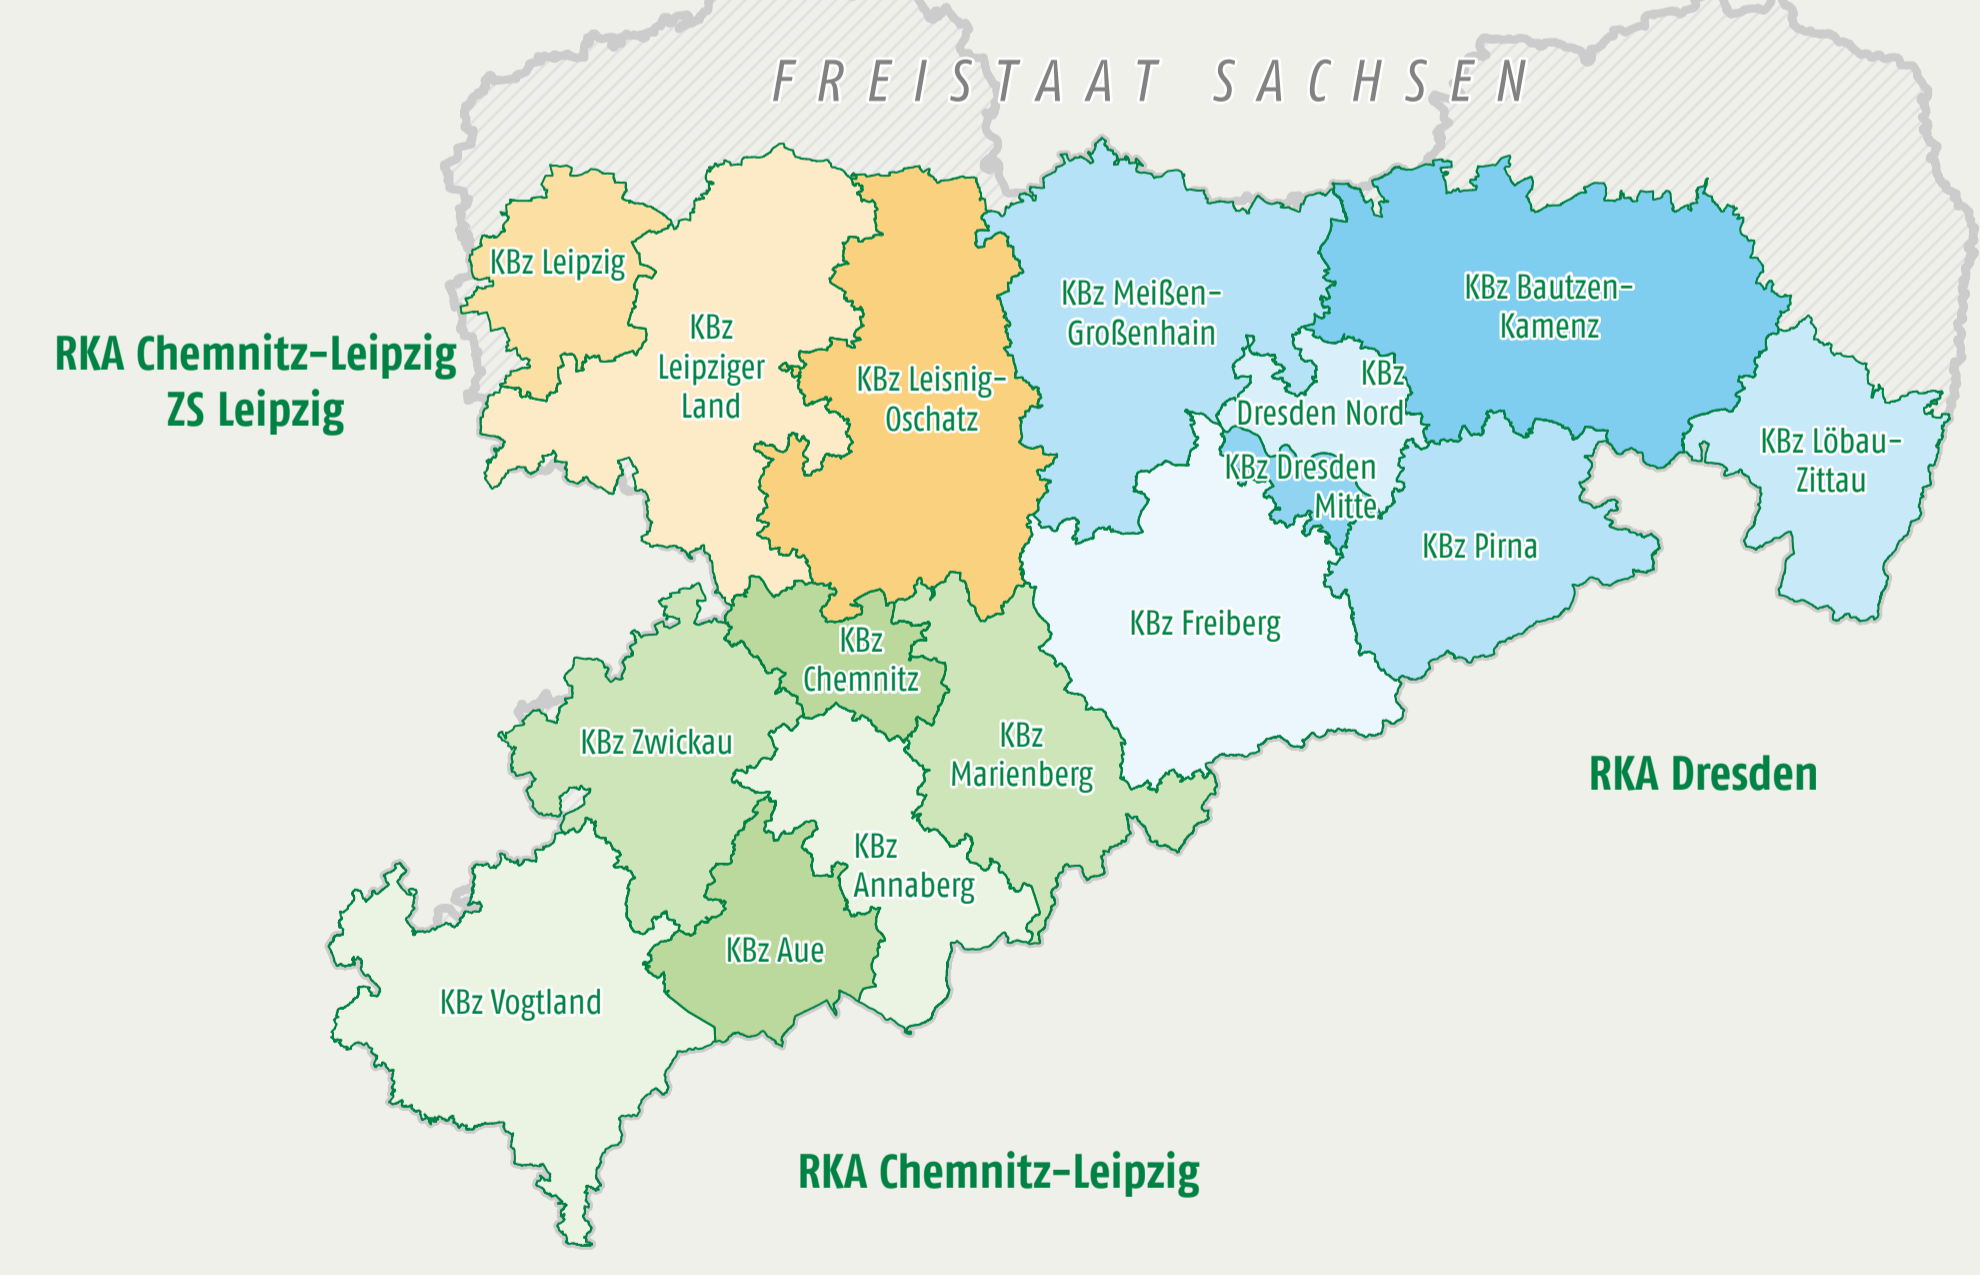 FREISTAAT SACHSEN
KBz Leipzig
KBz
Leipziger
Land
KBz Leisnig-
Oschatz
KBz Meißen-
Großenhain
KBz Bautzen-
Kamenz
RKA Chemnitz-Leipzig
ZS Leipzig
KBz
Dresden Nord
KBz Dresden
Mitte
KBz Löbau-
Zittau
KBz Pirna
KBz Freiberg
KBz
Chemnitz
KBz Zwickau
KBz
Marienberg
RKA Dresden
KBz
Annaberg
KBz Aue
KBz Vogtland
RKA Chemnitz-Leipzig